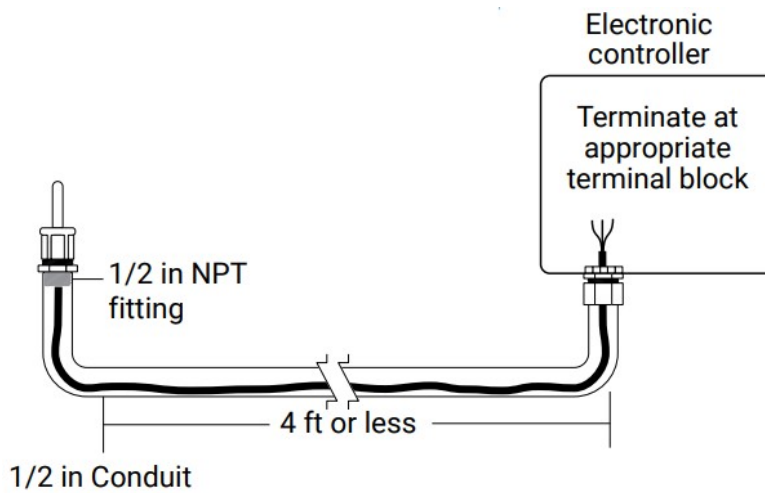 Electronic
controller
Terminate at
appropriate
terminal block
1/2 in NPT
fitting
4 ft or less
1/2 in Conduit